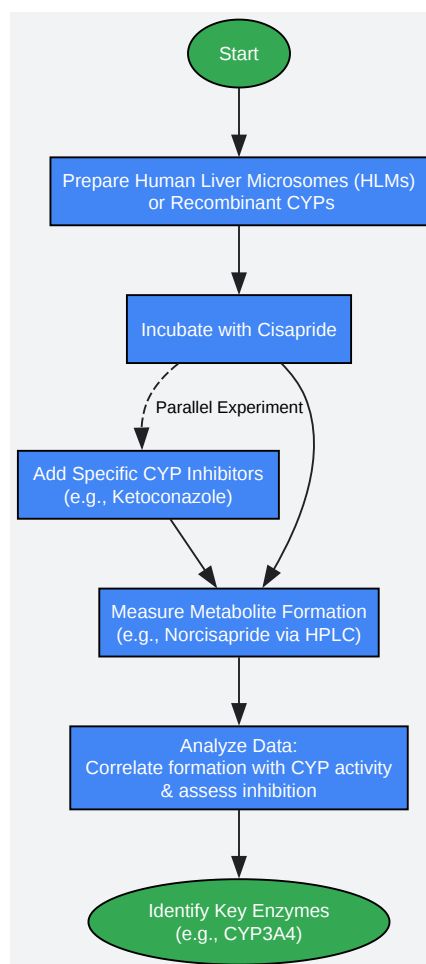 Start
Prepare Human Liver Microsomes (HLMs)
or Recombinant CYPs
Incubate with Cisapride
Parallel Experiment
Add Specific CYP Inhibitors
(e.g., Ketoconazole)
Measure Metabolite Formation
(e.g., Norcisapride via HPLC)
Analyze Data:
Correlate formation with CYP activity
& assess inhibition
Identify Key Enzymes
(e.g., CYP3A4)